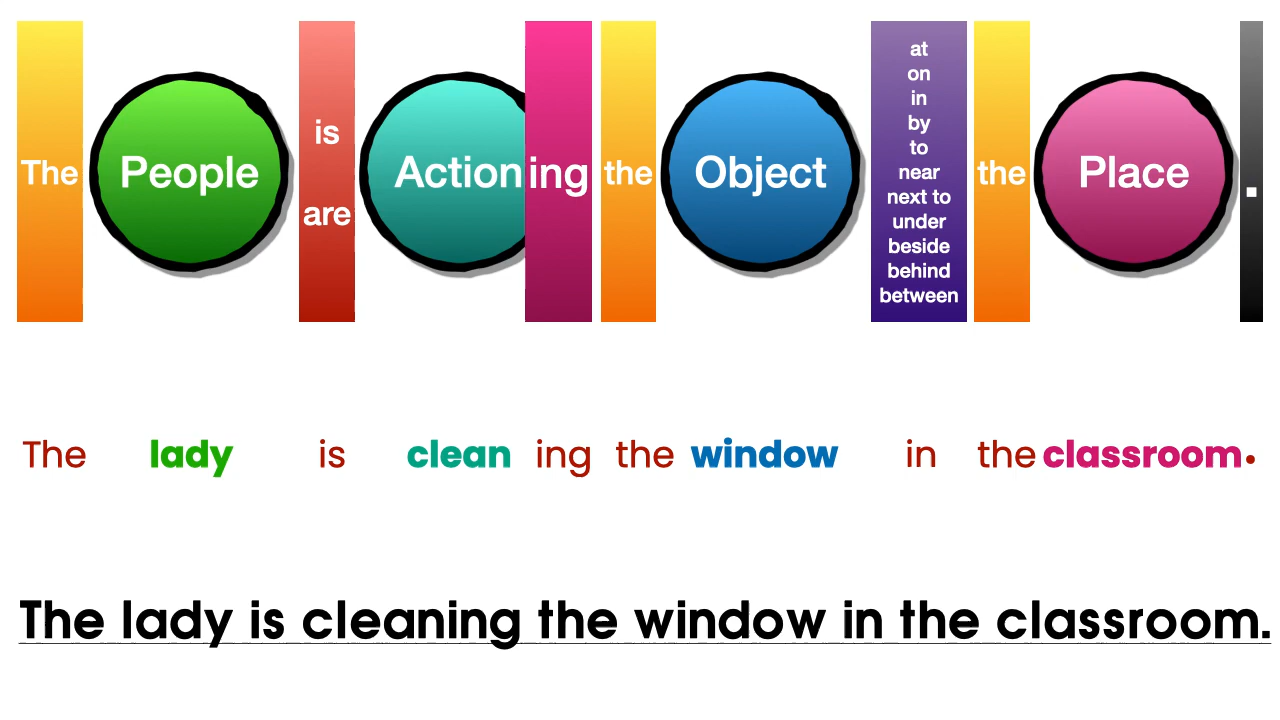 The People is are Action ing the Object at on in by to near next to under beside behind between the Place .
The lady is clean ing the window in the classroom.
The lady is cleaning the window in the classroom.